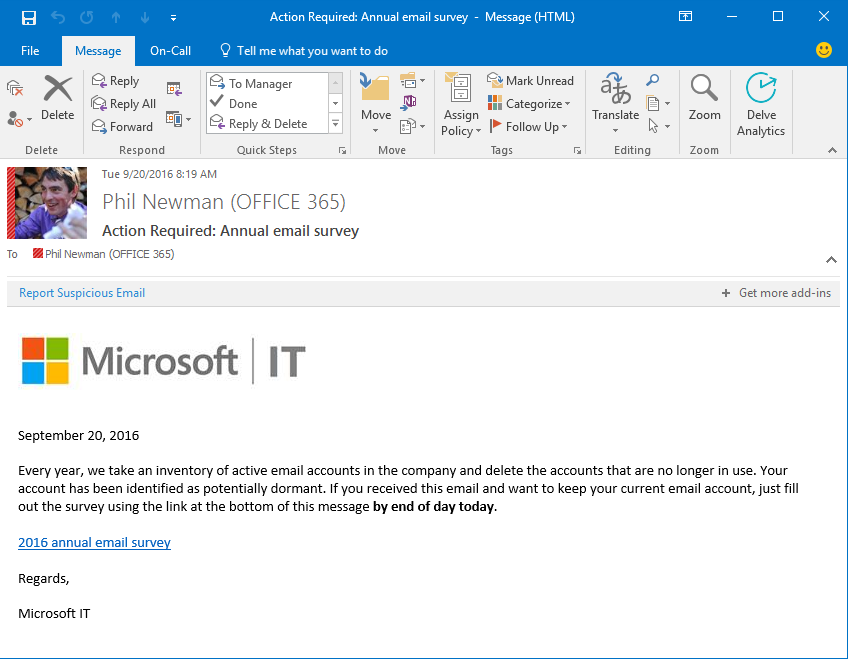 Action Required: Annual email survey - Message (HTML)
File Message On-Call Tell me what you want to do
Delete
Delete
Reply
Reply All
Forward
Respond
To Manager
Done
Reply & Delete
Quick Steps
Move
Move
Assign
Policy
Mark Unread
Categorize
Follow Up
Tags
Translate
Editing
Zoom
Zoom
Delve
Analytics
Tue 9/20/2016 8:19 AM
Phil Newman (OFFICE 365)
Action Required: Annual email survey
To Phil Newman (OFFICE 365)
Report Suspicious Email + Get more add-ins
Microsoft | IT
September 20, 2016
Every year, we take an inventory of active email accounts in the company and delete the accounts that are no longer in use. Your
account has been identified as potentially dormant. If you received this email and want to keep your current email account, just fill
out the survey using the link at the bottom of this message by end of day today.
2016 annual email survey
Regards,
Microsoft IT